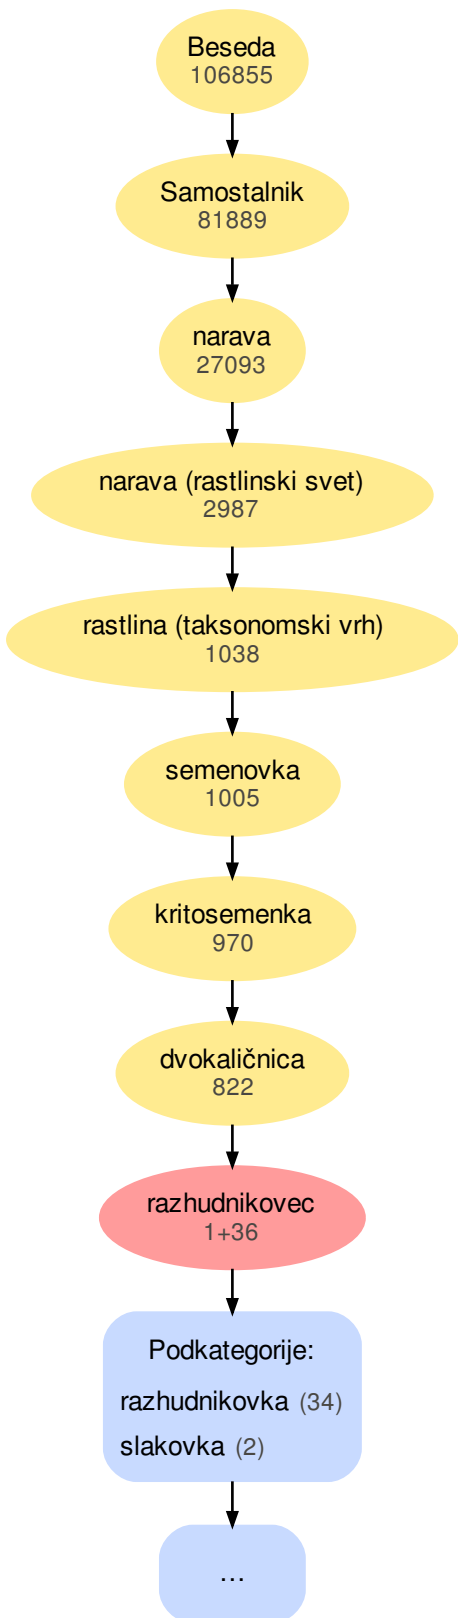 Beseda
106855
Samostalnik
81889
narava
27093
narava (rastlinski svet)
2987
rastlina (taksonomski vrh)
1038
semenovka
1005
kritosemenka
970
dvokaličnica
822
razhudnikovec
1+36
Podkategorije:
razhudnikovka (34)
slakovka (2)
...